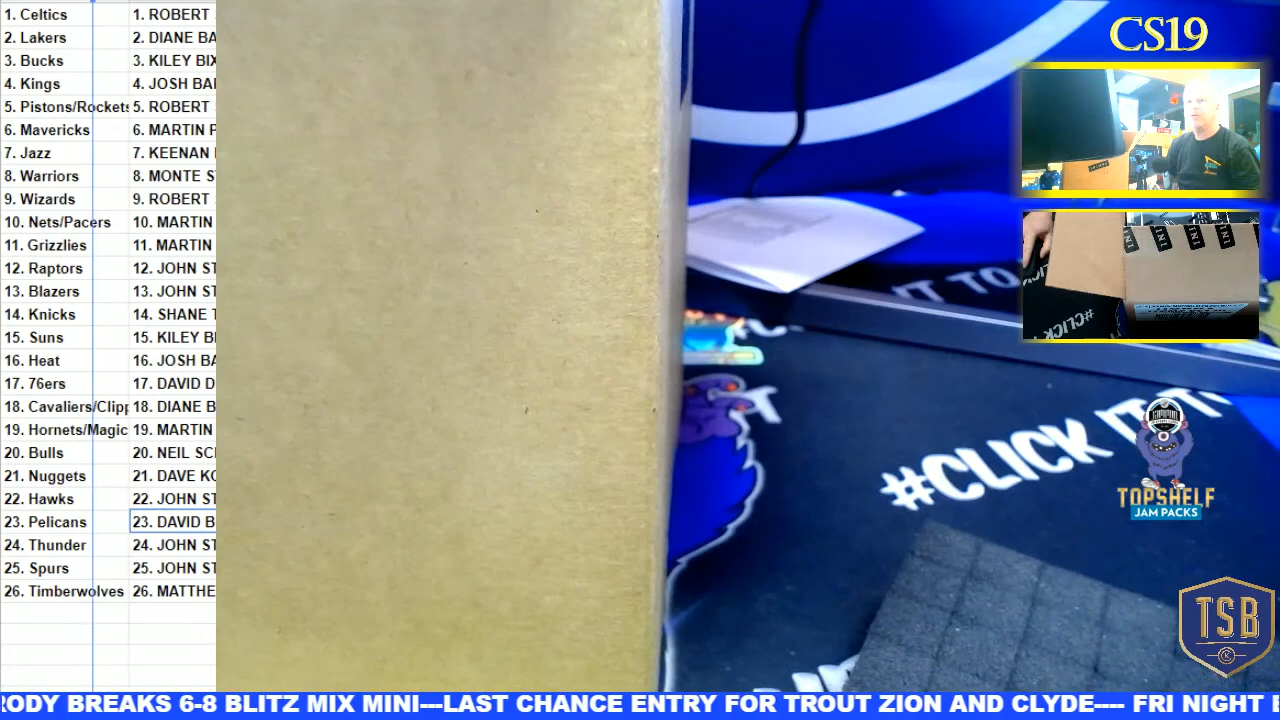 1. Celtics 1. ROBERT
2. Lakers 2. DIANE BA
3. Bucks 3. KILEY BIX
4. Kings 4. JOSH BA
5. Pistons/Rockets 5. ROBERT
6. Mavericks 6. MARTIN P
7. Jazz 7. KEENAN
8. Warriors 8. MONTE ST
9. Wizards 9. ROBERT
10. Nets/Pacers 10. MARTIN
11. Grizzlies 11. MARTIN
12. Raptors 12. JOHN ST
13. Blazers 13. JOHN ST
14. Knicks 14. SHANE T
15. Suns 15. KILEY BI
16. Heat 16. JOSH BA
17. 76ers 17. DAVID D
18. Cavaliers/Clipp 18. DIANE B
19. Hornets/Magic 19. MARTIN
20. Bulls 20. NEIL SC
21. Nuggets 21. DAVE KO
22. Hawks 22. JOHN ST
23. Pelicans 23. DAVID B
24. Thunder 24. JOHN ST
25. Spurs 25. JOHN ST
26. Timberwolves 26. MATTHE
CS19
IT TO
#CLICK IT T
#CLICK
TOPSHELF
JAM PACKS
TSB
RODY BREAKS 6-8 BLITZ MIX MINI---LAST CHANCE ENTRY FOR TROUT ZION AND CLYDE---- FRI NIGHT